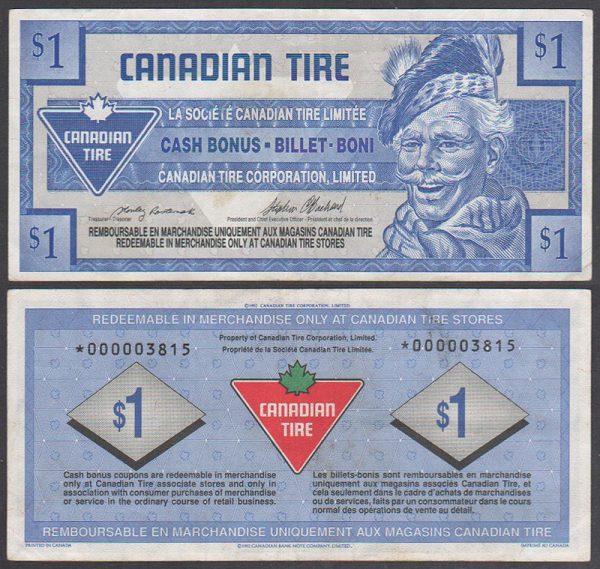 $1
$1
CANADIAN TIRE
LA SOCIÉTÉ CANADIAN TIRE LIMITÉE
CANADIAN
TIRE
CASH BONUS - BILLET-BONI
CANADIAN TIRE CORPORATION, LIMITED
Treasurer - Trésorier
President and Chief Executive Officer - Président et chef de la direction
$1
REMBOURSABLE EN MARCHANDISE UNIQUEMENT AUX MAGASINS CANADIAN TIRE
REDEEMABLE IN MERCHANDISE ONLY AT CANADIAN TIRE STORES
$1
©1992 CANADIAN TIRE CORPORATION, LIMITED.
REDEEMABLE IN MERCHANDISE ONLY AT CANADIAN TIRE STORES
Property of Canadian Tire Corporation, Limited.
Propriété de la Société Canadian Tire Limitée.
*000003815
*000003815
$1
CANADIAN
TIRE
$1
Cash bonus coupons are redeemable in merchandise
only at Canadian Tire associate stores and only in
association with consumer purchases of merchandise
or service in the ordinary course of retail business.
Les billets-bonis sont remboursables en marchandise
uniquement aux magasins associés Canadian Tire, et
cela seulement dans le cadre d'achats de marchandises
ou de services, faits par un consommateur dans le cours
normal des opérations de vente au détail.
REMBOURSABLE EN MARCHANDISE UNIQUEMENT AUX MAGASINS CANADIAN TIRE
PRINTED IN CANADA
©1992 CANADIAN BANK NOTE COMPANY, LIMITED.
IMPRIMÉ AU CANADA